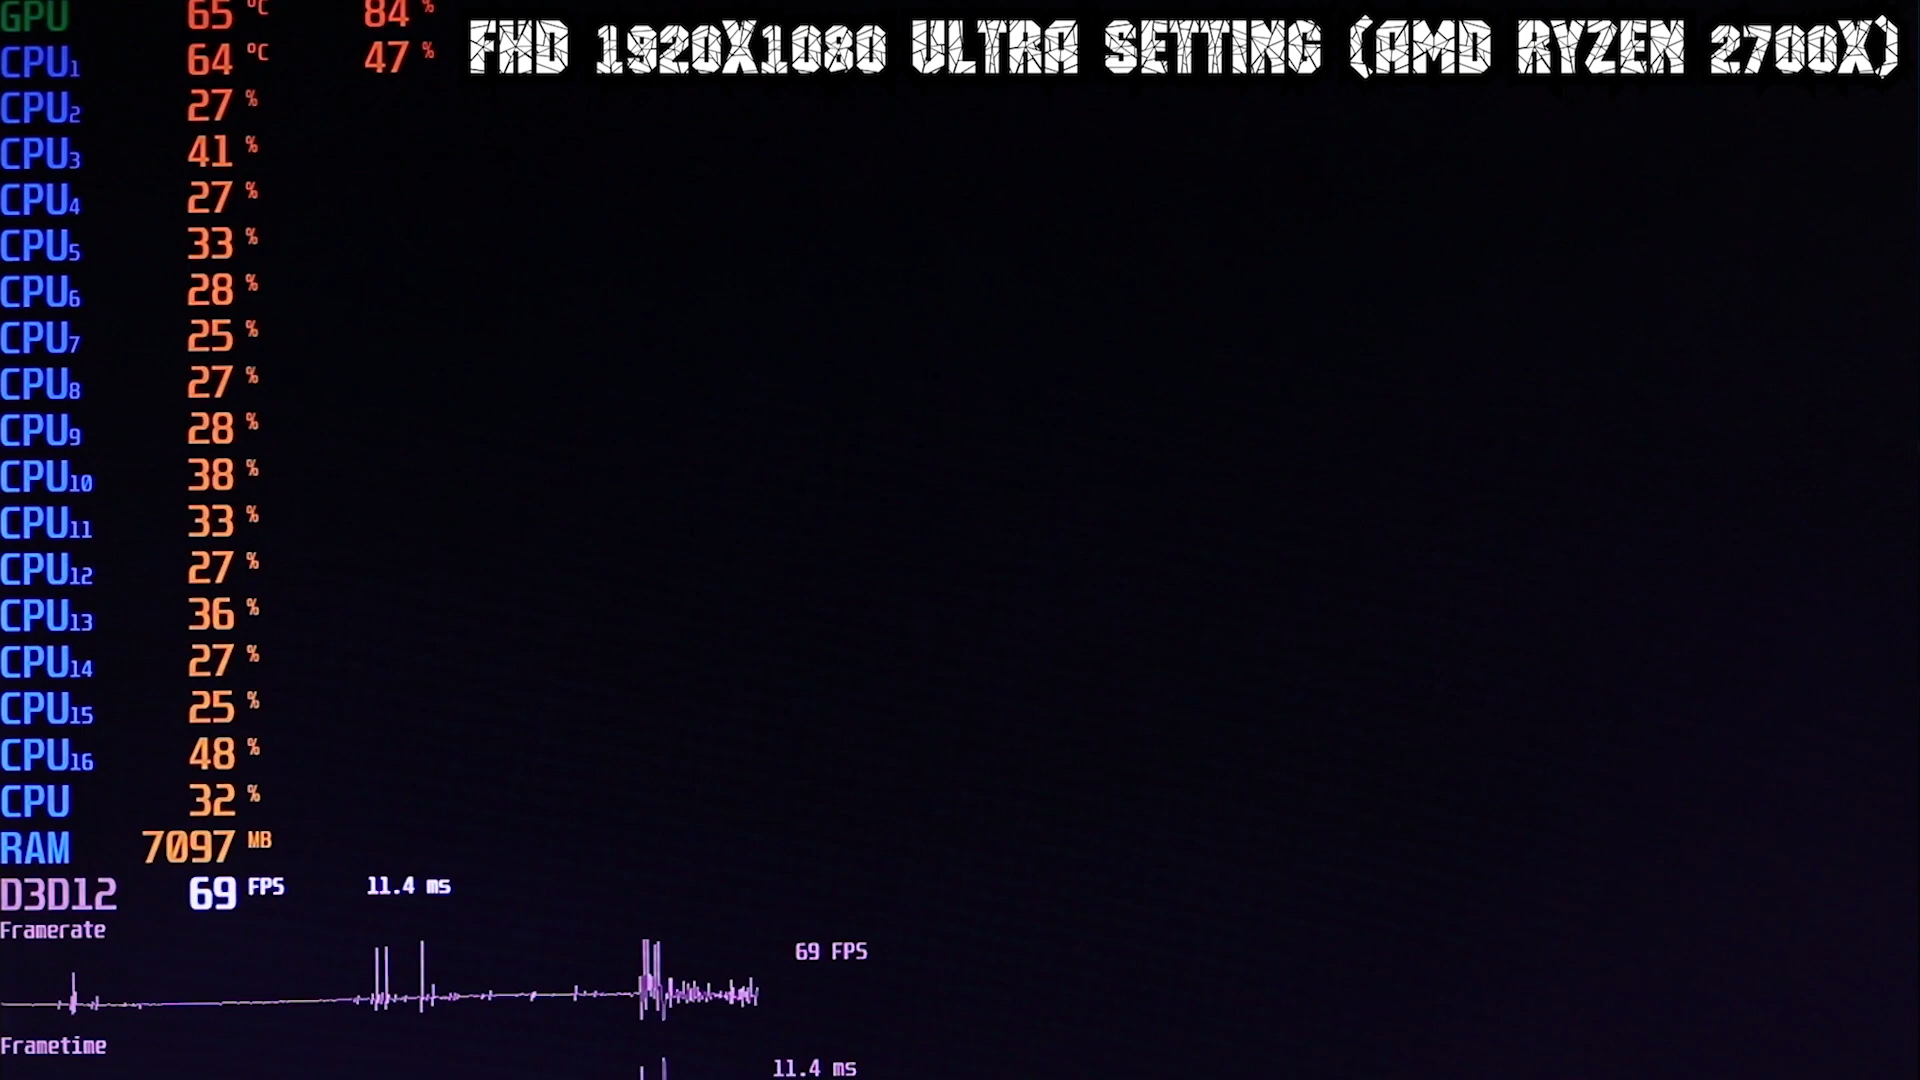 GPU 65 °C 84 %
FHD 1920X1080 ULTRA SETTING (AMD RYZEN 2700X)
CPU1 64 °C 47 %
CPU2 27 %
CPU3 41 %
CPU4 27 %
CPU5 33 %
CPU6 28 %
CPU7 25 %
CPU8 27 %
CPU9 28 %
CPU10 38 %
CPU11 33 %
CPU12 27 %
CPU13 36 %
CPU14 27 %
CPU15 25 %
CPU16 48 %
CPU 32 %
RAM 7097 MB
D3D12 69 FPS 11.4 ms
Framerate
69 FPS
Frametime
11.4 ms